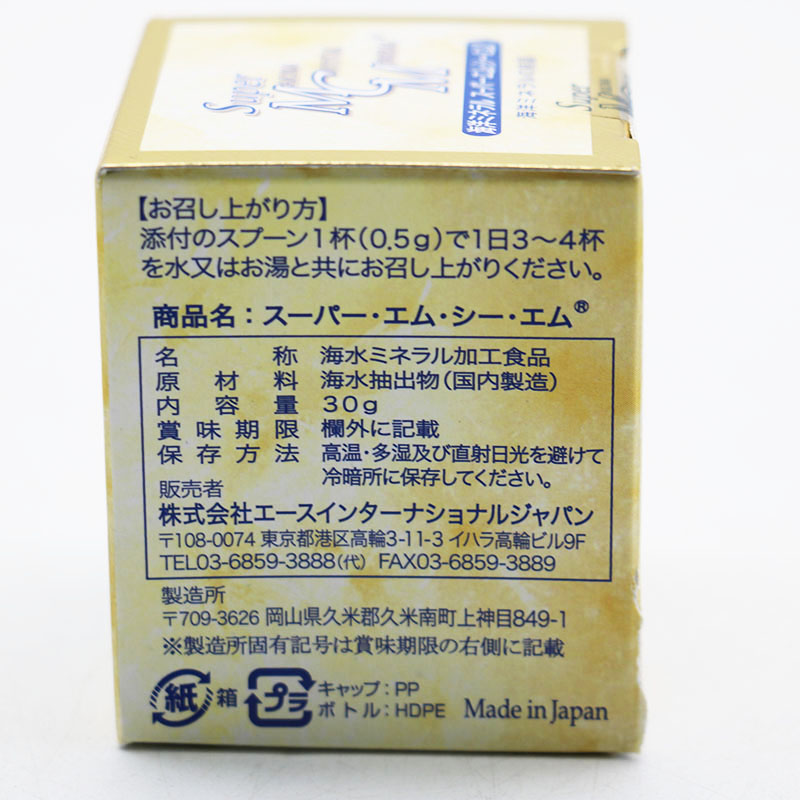 Super
MCM
Super
【お召し上がり方】
添付のスプーン1杯(0.5g)で1日3〜4杯
を水又はお湯と共にお召し上がりください。
商品名：スーパー・エム・シー・エム®
名称 海水ミネラル加工食品
原材料 海水抽出物(国内製造)
内容量 30g
賞味期限 欄外に記載
保存方法 高温・多湿及び直射日光を避けて
冷暗所に保存してください。
販売者
株式会社エースインターナショナルジャパン
〒108-0074 東京都港区高輪3-11-3 イハラ高輪ビル9F
TEL03-6859-3888(代) FAX03-6859-3889
製造所
〒709-3626 岡山県久米郡久米南町上神目849-1
※製造所固有記号は賞味期限の右側に記載
紙 箱 プラ キャップ：PP
ボトル：HDPE Made in Japan